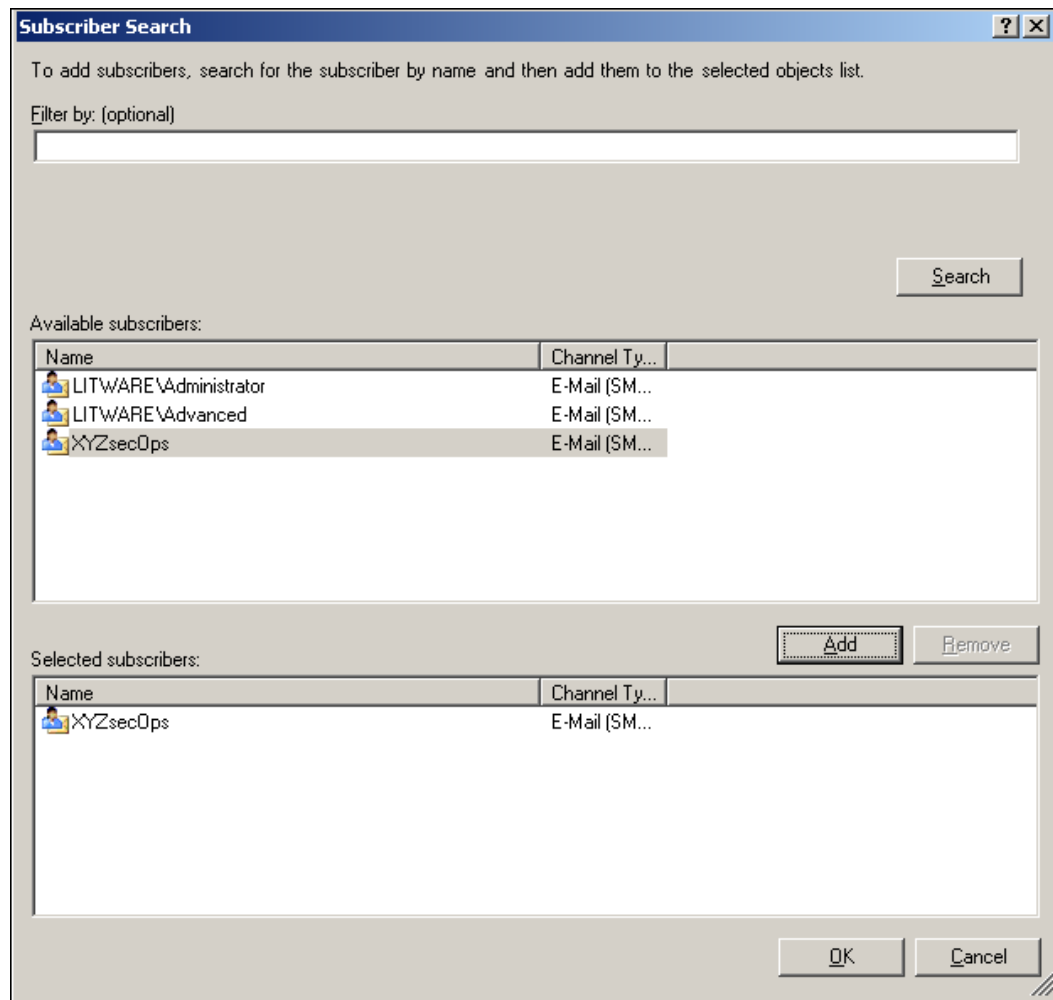 Subscriber Search
To add subscribers, search for the subscriber by name and then add them to the selected objects list.
Filter by: (optional)
Search
Available subscribers:
Name Channel Ty...
LITWARE\Administrator E-Mail (SM...
LITWARE\Advanced E-Mail (SM...
XYZsecOps E-Mail (SM...
Add Remove
Selected subscribers:
Name Channel Ty...
XYZsecOps E-Mail (SM...
OK Cancel